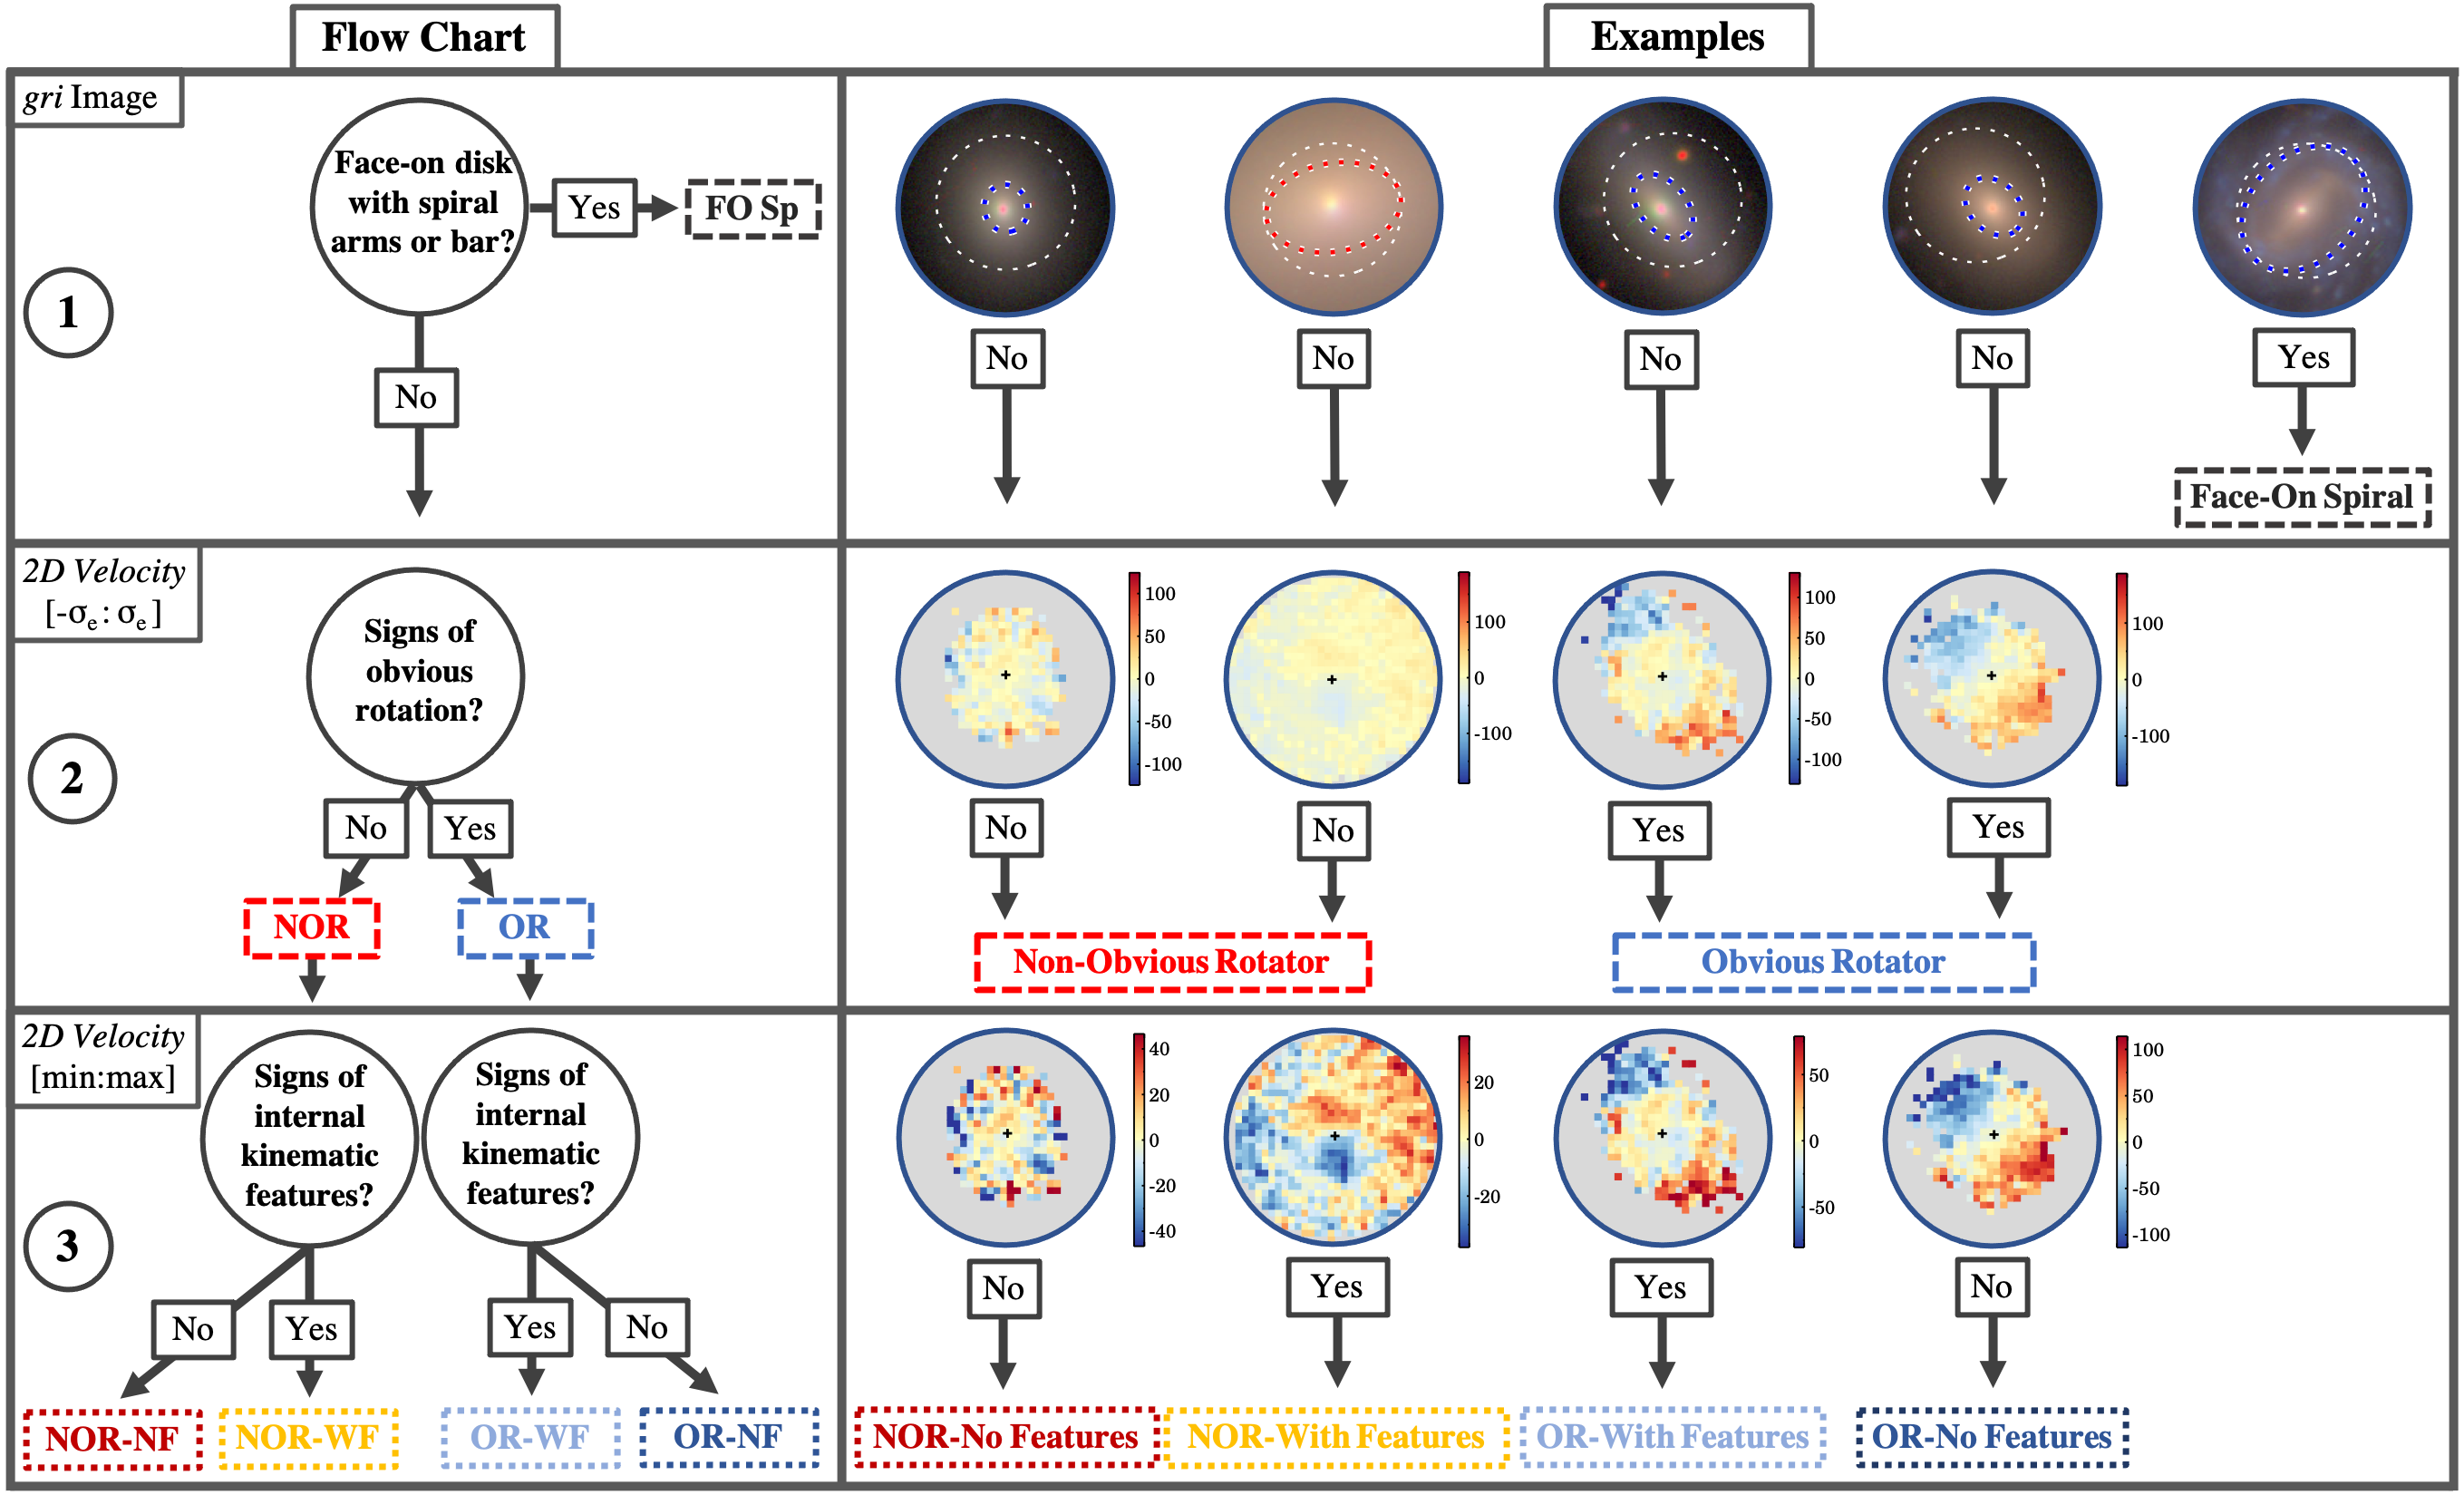 Flow Chart
Examples
gri Image
Face-on disk
with spiral
arms or bar?
Yes
FO Sp
1
No
No
No
No
No
Yes
Face-On Spiral
2D Velocity
[-σe : σe ]
Signs of
obvious
rotation?
2
No
Yes
NOR
OR
100
50
0
-50
-100
100
0
-100
100
50
0
-50
-100
100
0
-100
No
No
Yes
Yes
Non-Obvious Rotator
Obvious Rotator
2D Velocity
[min:max]
Signs of
internal
kinematic
features?
Signs of
internal
kinematic
features?
3
No
Yes
Yes
No
NOR-NF
NOR-WF
OR-WF
OR-NF
40
20
0
-20
-40
20
0
-20
50
0
-50
100
50
0
-50
-100
No
Yes
Yes
No
NOR-No Features
NOR-With Features
OR-With Features
OR-No Features